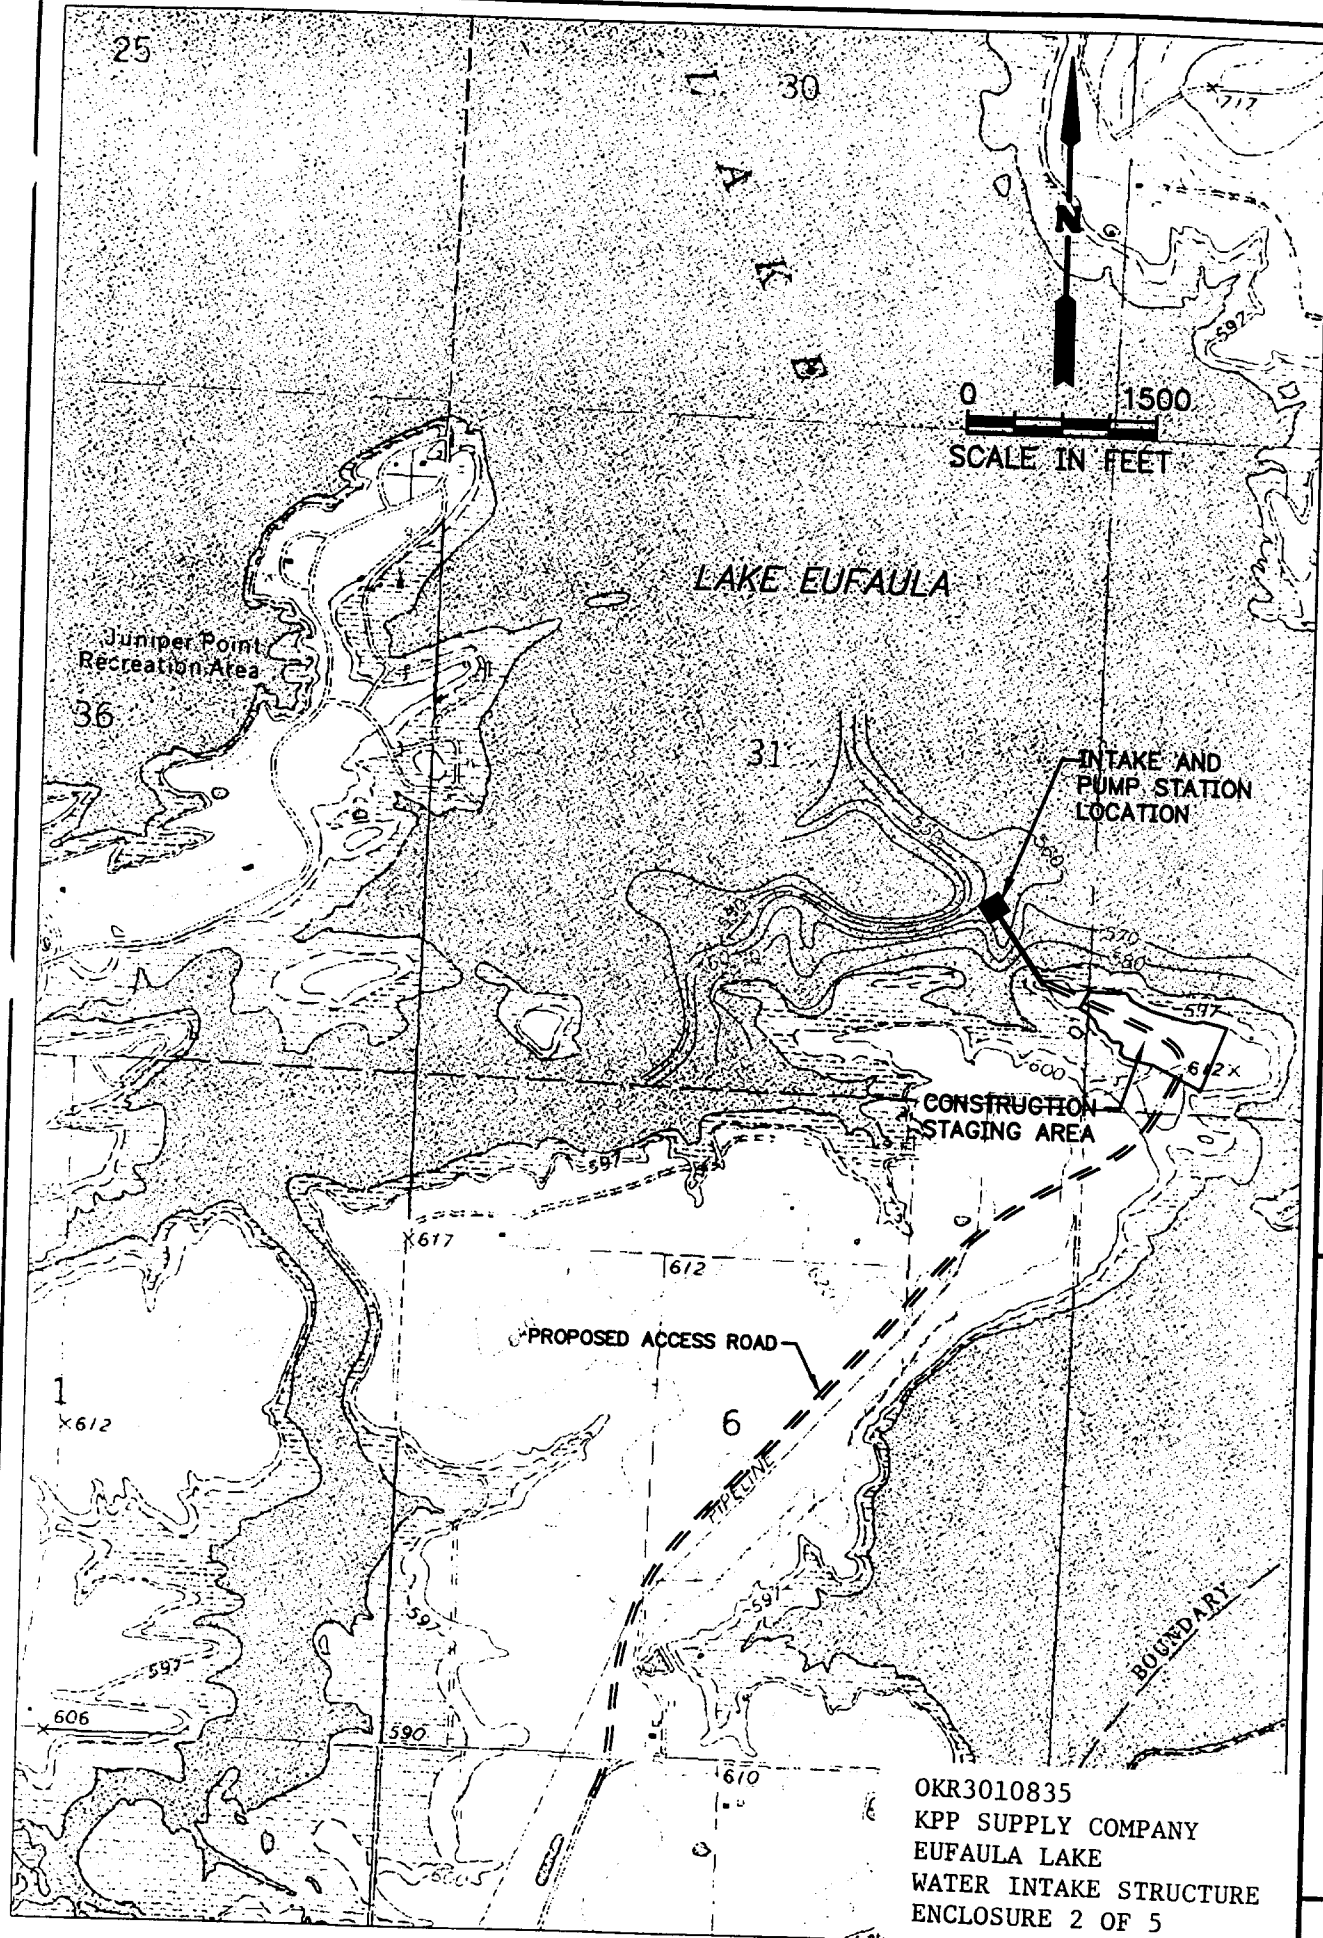 25
30
717
L
A
K
E
N
597
0 1500
SCALE IN FEET
LAKE EUFAULA
Juniper Point
Recreation Area
36
31
INTAKE AND
PUMP STATION
LOCATION
550
560
570
580
597
612
600
CONSTRUCTION
STAGING AREA
597
617
612
PROPOSED ACCESS ROAD
1
612
6
PIPELINE
597
597
597
BOUNDARY
606
590
610
600
OKR3010835
KPP SUPPLY COMPANY
EUFAULA LAKE
WATER INTAKE STRUCTURE
ENCLOSURE 2 OF 5